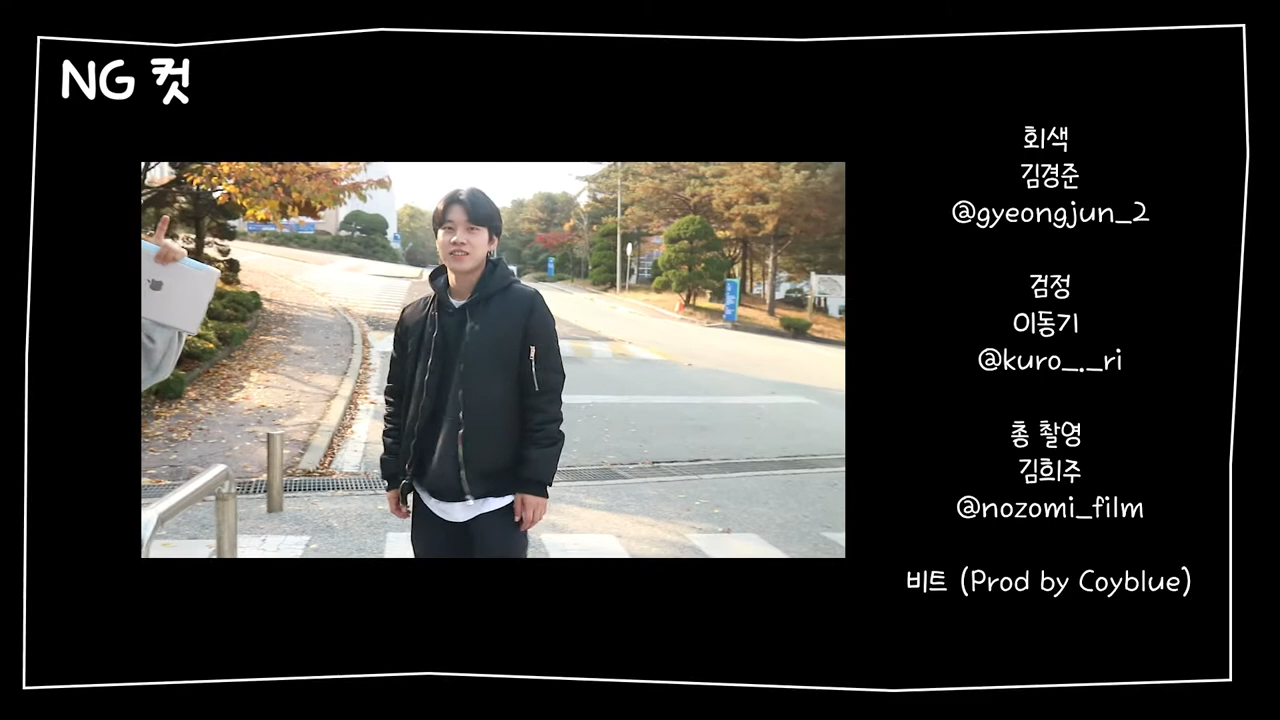 NG 컷
회색
김경준
@gyeongjun_2
검정
이동기
@kuro_._ri
총 촬영
김희주
@nozomi_film
비트 (Prod by Coyblue)